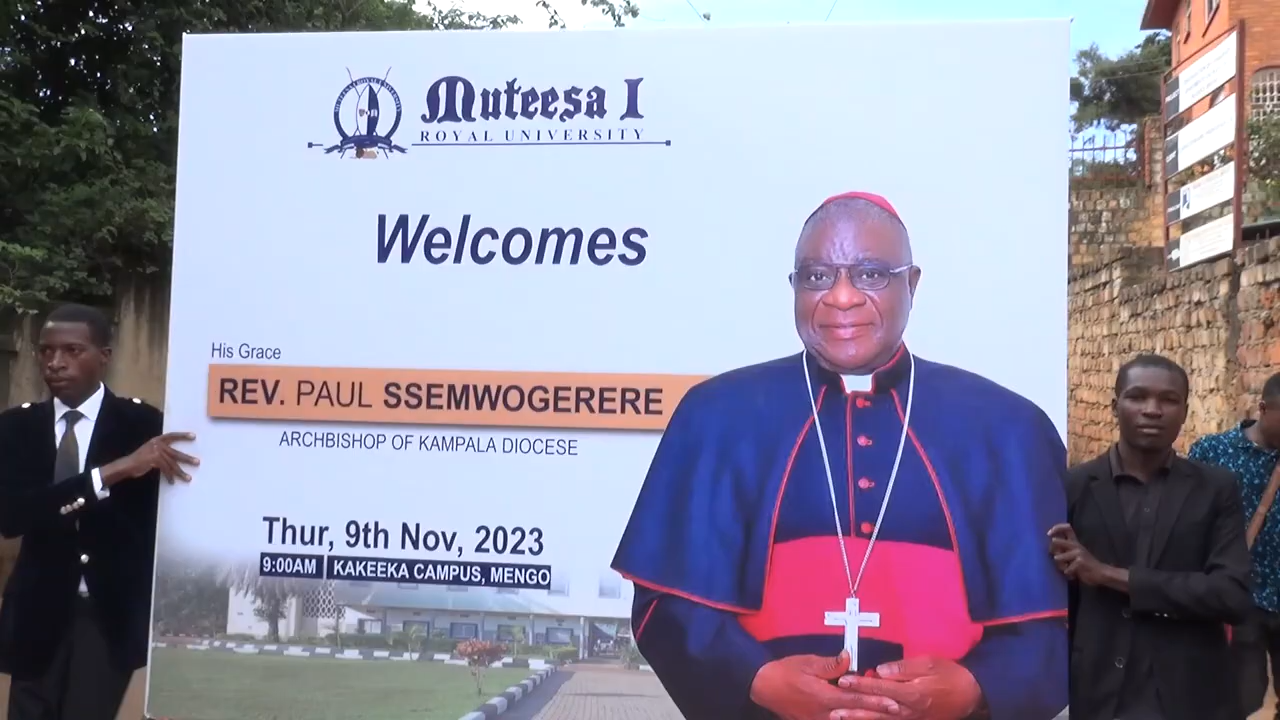 Muteesa I
ROYAL UNIVERSITY
Welcomes
His Grace
REV. PAUL SSEMWOGERERE
ARCHBISHOP OF KAMPALA DIOCESE
Thur, 9th Nov, 2023
9:00AM KAKEEKA CAMPUS, MENGO